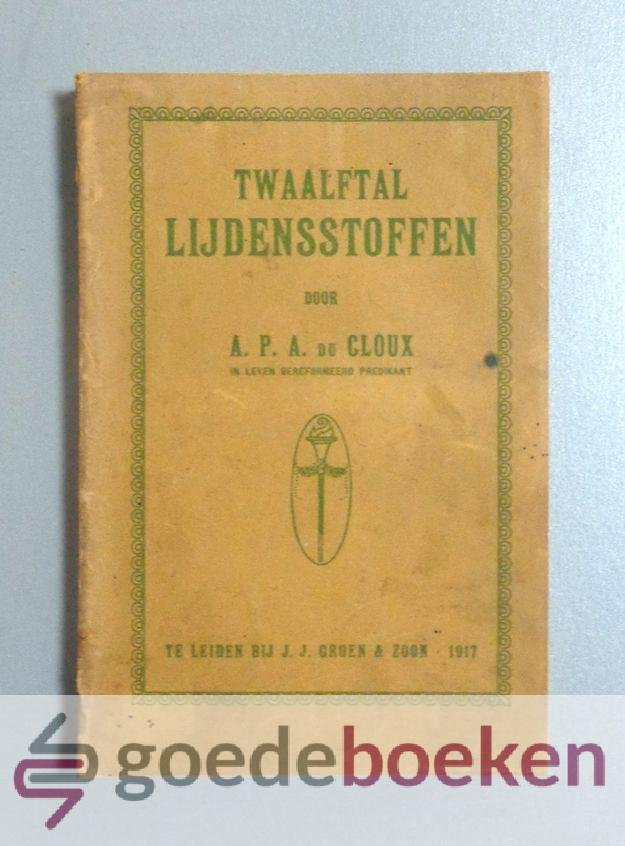 TWAALFTAL
LIJDENSSTOFFEN
DOOR
A. P. A. DU CLOUX
IN LEVEN GEREFORMEERD PREDIKANT
TE LEIDEN BIJ J. J. GROEN & ZOON - 1917
goedeboeken